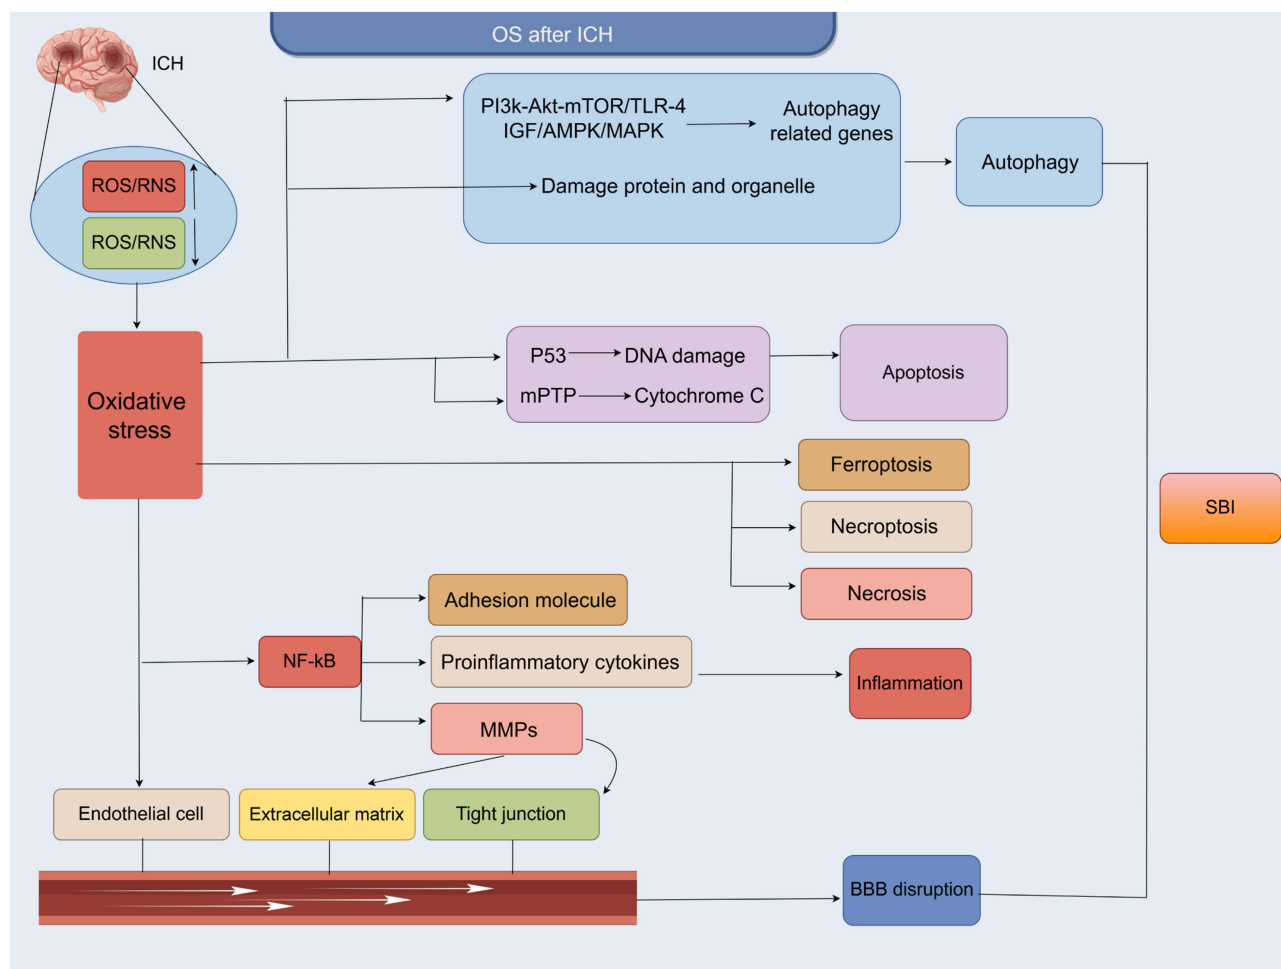 OS after ICH
ICH
ROS/RNS
ROS/RNS
PI3k-Akt-mTOR/TLR-4
IGF/AMPK/MAPK
Autophagy
related genes
Damage protein and organelle
Autophagy
Oxidative
stress
P53
DNA damage
mPTP
Cytochrome C
Apoptosis
Ferroptosis
Necroptosis
Necrosis
SBI
Adhesion molecule
NF-kB
Proinflammatory cytokines
Inflammation
MMPs
Endothelial cell
Extracellular matrix
Tight junction
BBB disruption